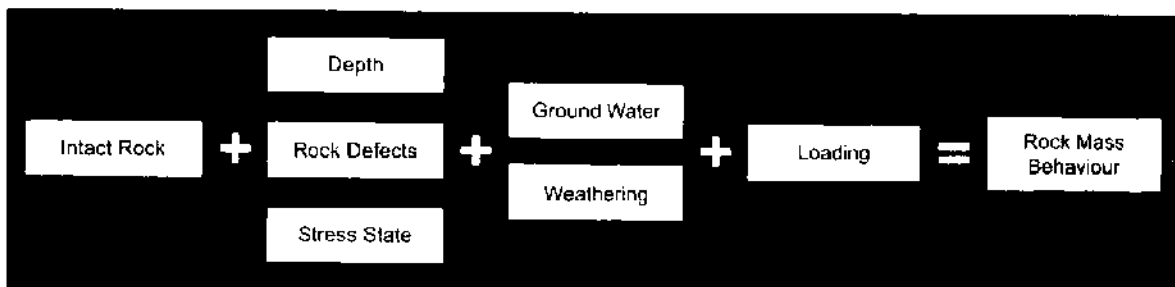 Intact Rock
+
Depth
Rock Defects
Stress State
+
Ground Water
Weathering
+
Loading
=
Rock Mass
Behaviour